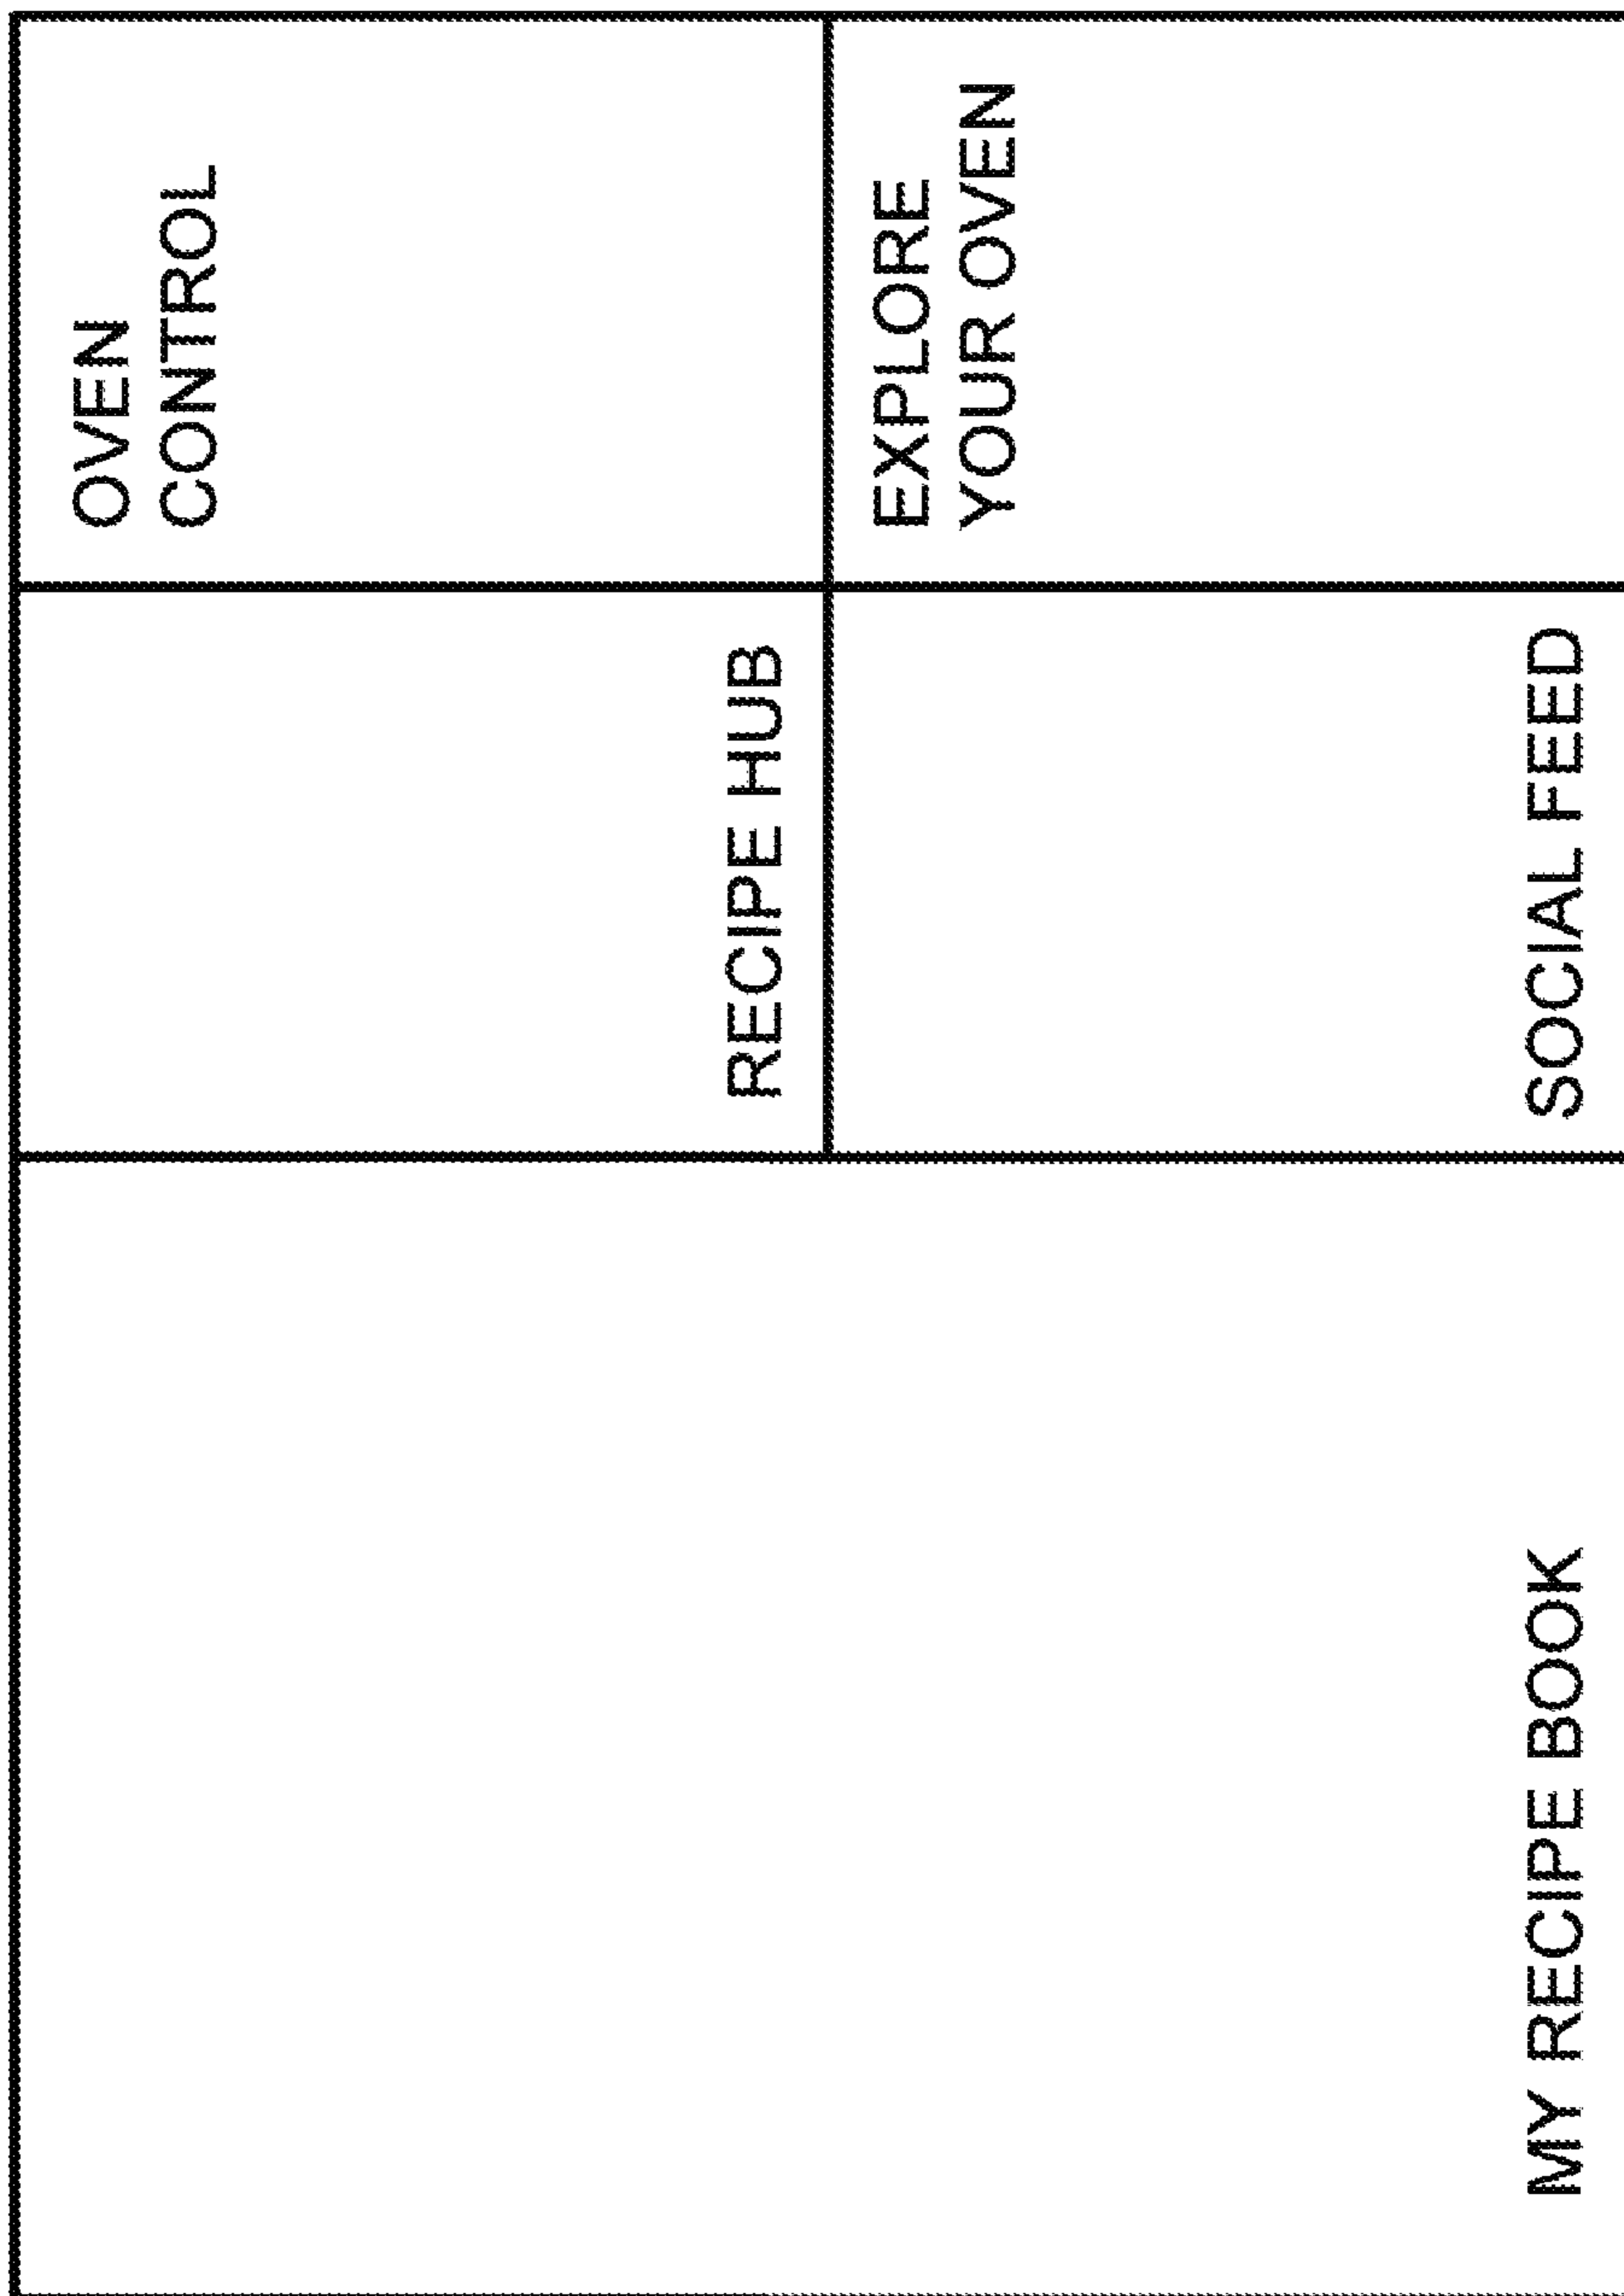 OVEN
CONTROL
RECIPE HUB
EXPLORE
YOUR OVEN
MY RECIPE BOOK
SOCIAL FEED